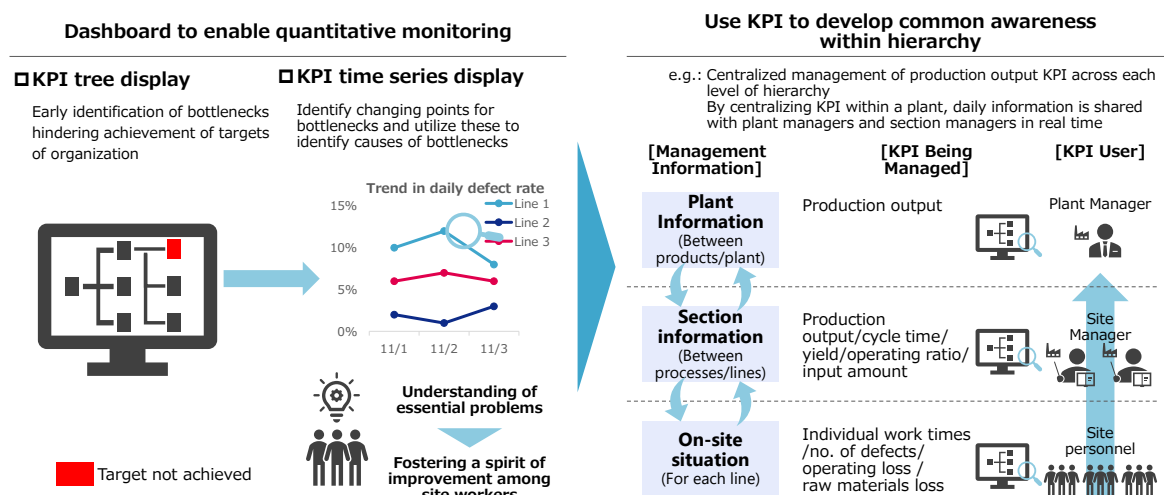 Dashboard to enable quantitative monitoring
KPI tree display
Early identification of bottlenecks
hindering achievement of targets
of organization
KPI time series display
Identify changing points for
bottlenecks and utilize these to
identify causes of bottlenecks
Trend in daily defect rate
Line 1
Line 2
Line 3
15%
10%
5%
0%
11/1 11/2 11/3
Target not achieved
Understanding of
essential problems
Fostering a spirit of
improvement among
site workers
Use KPI to develop common awareness
within hierarchy
e.g.: Centralized management of production output KPI across each
level of hierarchy
By centralizing KPI within a plant, daily information is shared
with plant managers and section managers in real time
[Management
Information]
[KPI Being
Managed]
[KPI User]
Plant
Information
(Between
products/plant)
Production output
Plant Manager
Section
information
(Between
processes/lines)
Production
output/cycle time/
yield/operating ratio/
input amount
Site
Manager
On-site
situation
(For each line)
Individual work times
/no. of defects/
operating loss /
raw materials loss
Site
personnel